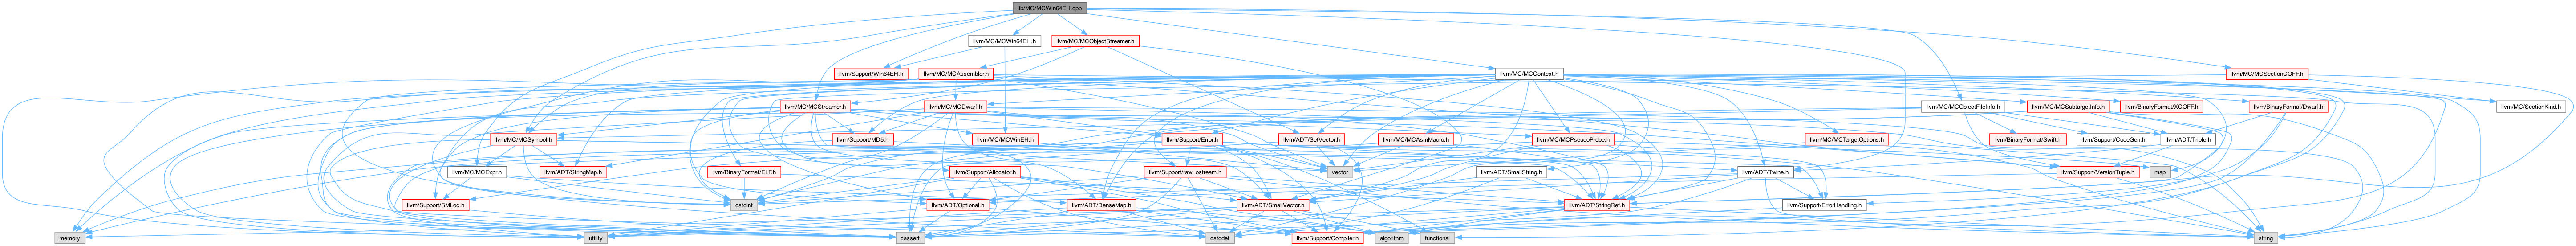 lib/MC/MCWin64EH.cpp
llvm/MC/MCWin64EH.h
llvm/MC/MCObjectStreamer.h
llvm/Support/Win64EH.h
llvm/MC/MCAssembler.h
llvm/MC/MCContext.h
llvm/MC/MCSectionCOFF.h
llvm/MC/MCStreamer.h
llvm/MC/MCDwarf.h
llvm/MC/MCObjectFileInfo.h
llvm/MC/MCSubtargetInfo.h
llvm/BinaryFormat/XCOFF.h
llvm/BinaryFormat/Dwarf.h
llvm/MC/SectionKind.h
llvm/MC/MCSymbol.h
llvm/Support/MD5.h
llvm/MC/MCWinEH.h
llvm/Support/Error.h
llvm/ADT/SetVector.h
llvm/MC/MCAsmMacro.h
llvm/MC/MCPseudoProbe.h
llvm/MC/MCTargetOptions.h
llvm/BinaryFormat/Swift.h
llvm/Support/CodeGen.h
llvm/ADT/Triple.h
llvm/MC/MCExpr.h
llvm/ADT/StringMap.h
llvm/BinaryFormat/ELF.h
llvm/Support/Allocator.h
llvm/Support/raw_ostream.h
vector
llvm/ADT/SmallString.h
llvm/ADT/Twine.h
llvm/Support/VersionTuple.h
map
llvm/Support/SMLoc.h
cstdint
llvm/ADT/Optional.h
llvm/ADT/DenseMap.h
llvm/ADT/SmallVector.h
llvm/ADT/StringRef.h
llvm/Support/ErrorHandling.h
memory
utility
cassert
cstddef
llvm/Support/Compiler.h
algorithm
functional
string